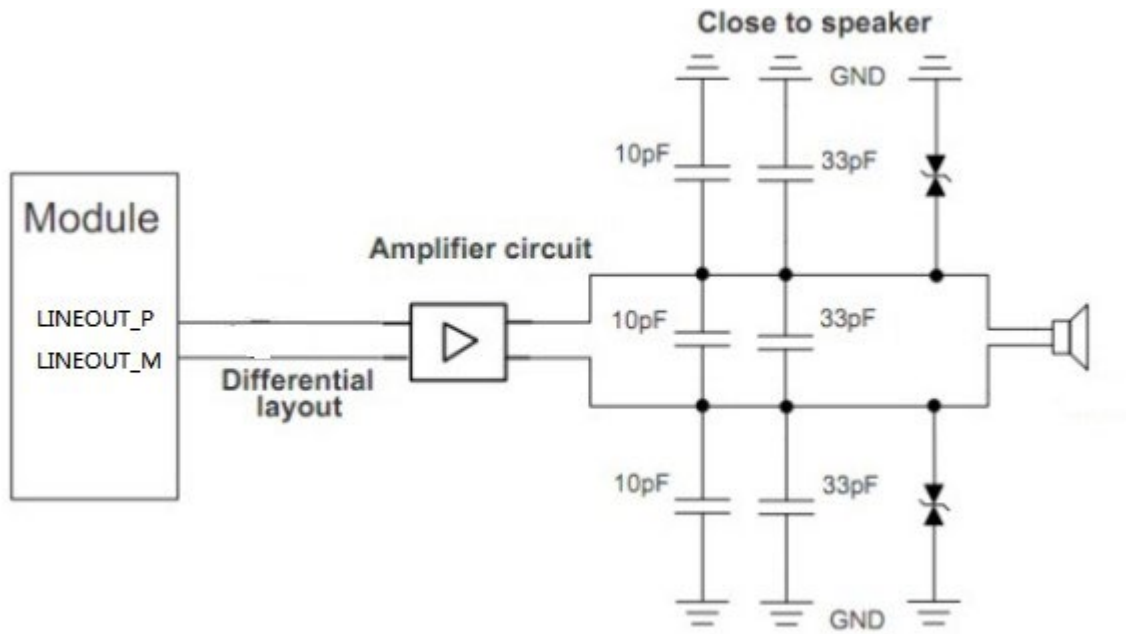 Close to speaker
GND
10pF
33pF
Module
Amplifier circuit
LINEOUT_P
10pF
33pF
LINEOUT_M
Differential
layout
10pF
33pF
GND